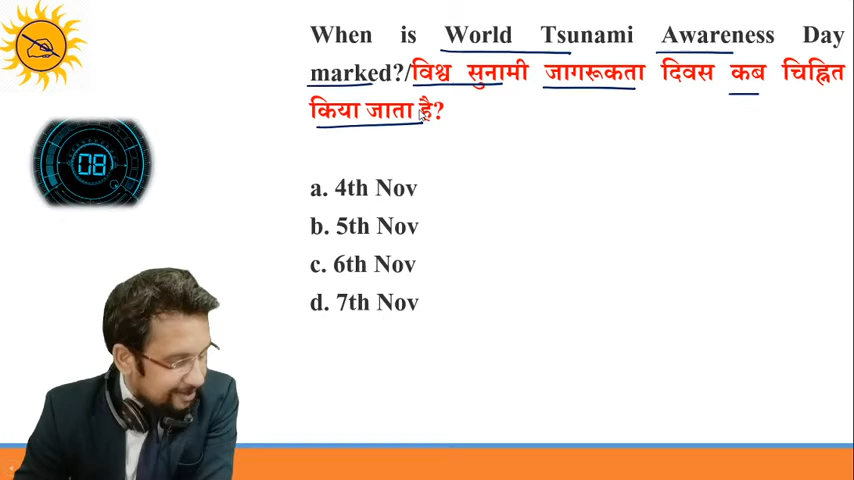 When is World Tsunami Awareness Day
marked?/विश्व सुनामी जागरूकता दिवस कब चिह्नित
किया जाता है?
08
a. 4th Nov
b. 5th Nov
c. 6th Nov
d. 7th Nov